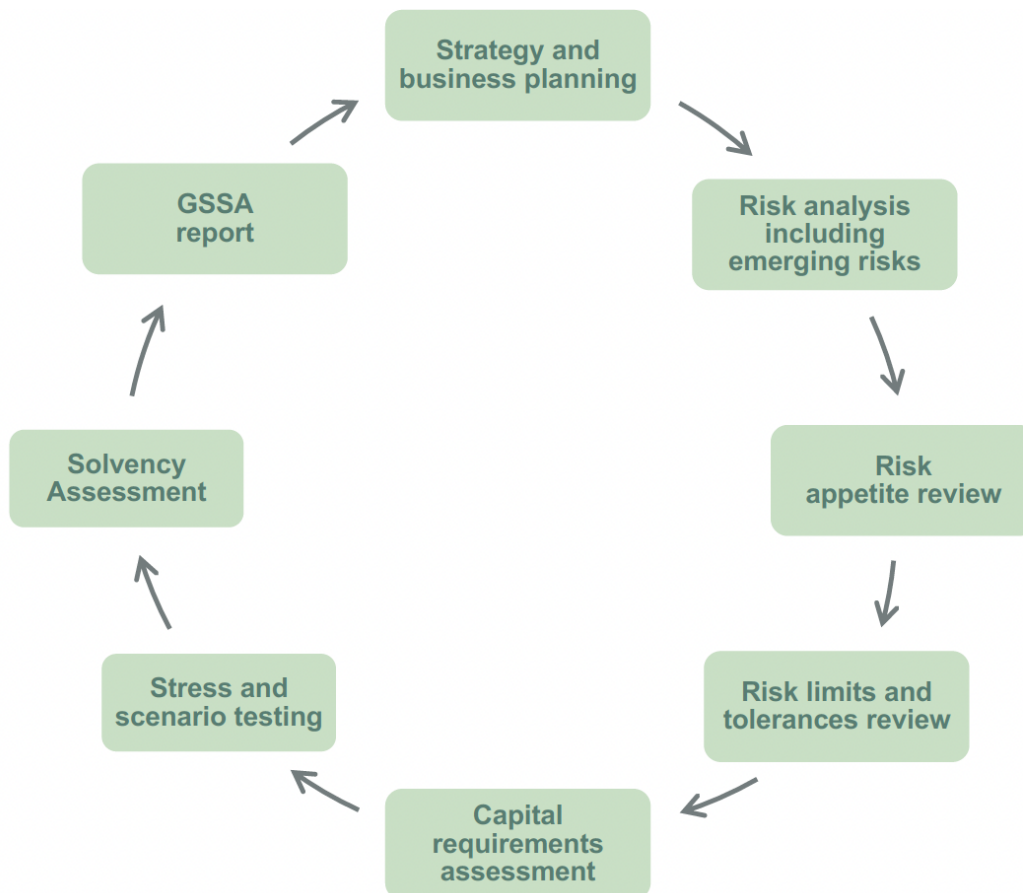 Strategy and
business planning
Risk analysis
including
emerging risks
Risk
appetite review
Risk limits and
tolerances review
Capital
requirements
assessment
Stress and
scenario testing
Solvency
Assessment
GSSA
report